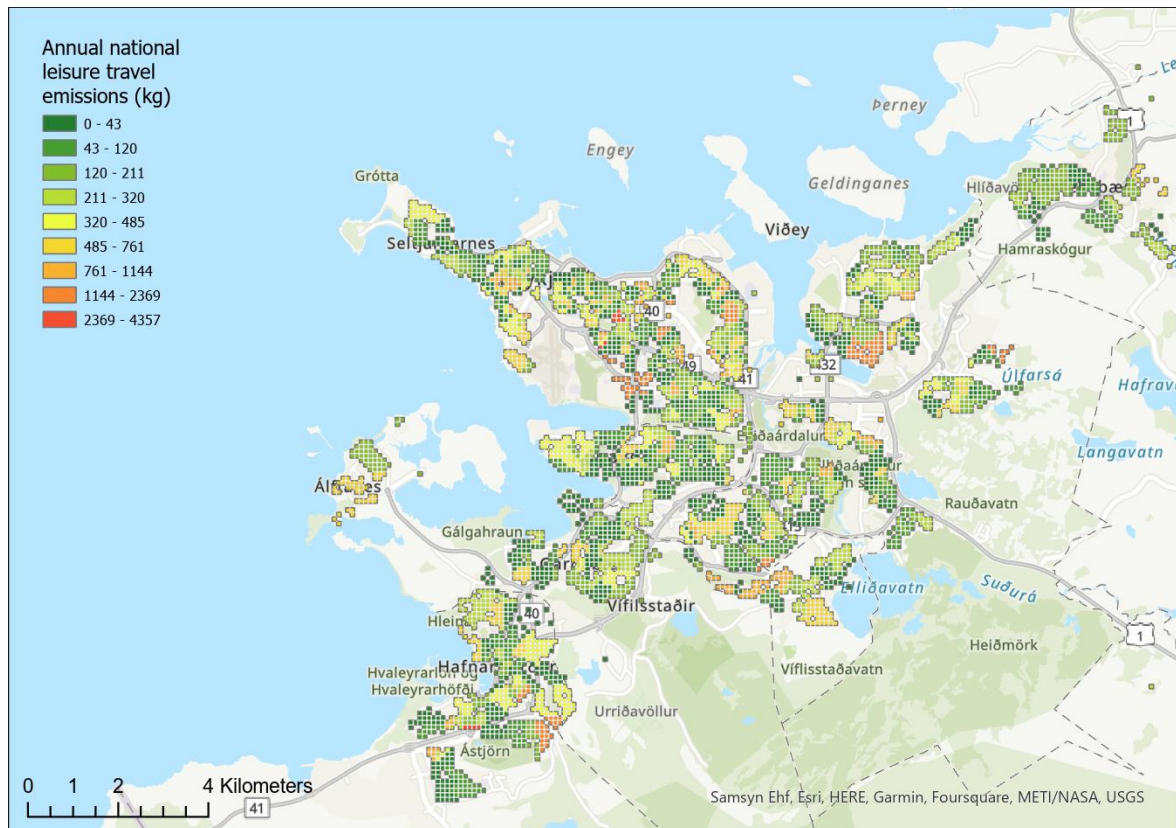 Annual national
leisure travel
emissions (kg)
0 - 43
43 - 120
120 - 211
211 - 320
320 - 485
485 - 761
761 - 1144
1144 - 2369
2369 - 4357
Þerney
1
Engey
Grótta
Geldinganes
Viðey
Hamraskógur
40
49
41
32
Úlfarsá
Langavatn
Rauðavatn
Gálgahraun
Elliðavatn
Suðurá
Vífilsstaðir
40
1
Heiðmörk
Vífilsstaðavatn
Hvaleyrarlón og
Hvaleyrarhöfði
Urriðavöllur
Ástjörn
0 1 2 4 Kilometers
41
Samsyn Ehf, Esri, HERE, Garmin, Foursquare, METI/NASA, USGS